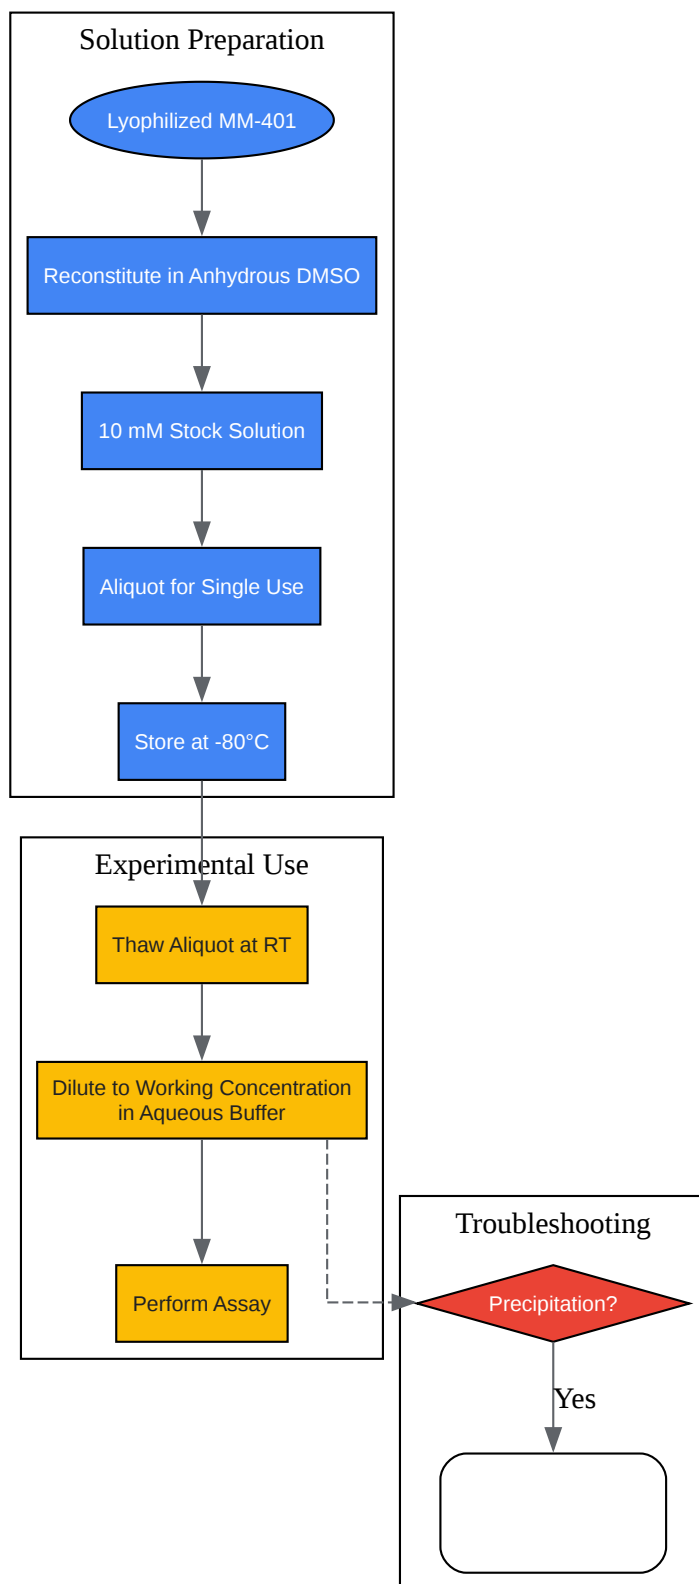 Solution Preparation
Lyophilized MM-401
Reconstitute in Anhydrous DMSO
10 mM Stock Solution
Aliquot for Single Use
Store at -80°C
Experimental Use
Thaw Aliquot at RT
Dilute to Working Concentration
in Aqueous Buffer
Perform Assay
Troubleshooting
Precipitation?
Yes